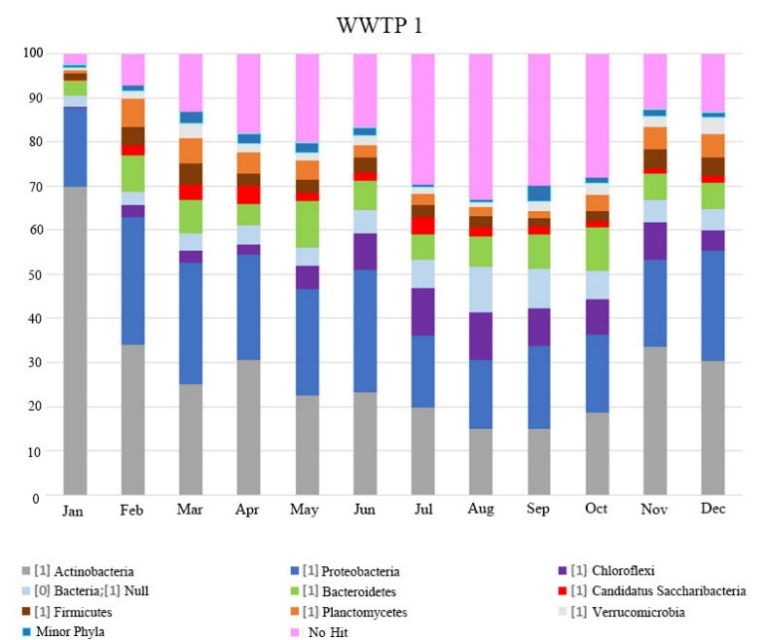 WWTP 1
100
90
80
70
60
50
40
30
20
10
0
Jan Feb Mar Apr May Jun Jul Aug Sep Oct Nov Dec
[1] Actinobacteria [1] Proteobacteria [1] Chloroflexi
[0] Bacteria;[1] Null [1] Bacteroidetes [1] Candidatus Saccharibacteria
[1] Firmicutes [1] Planctomycetes [1] Verrucomicrobia
Minor Phyla No Hit